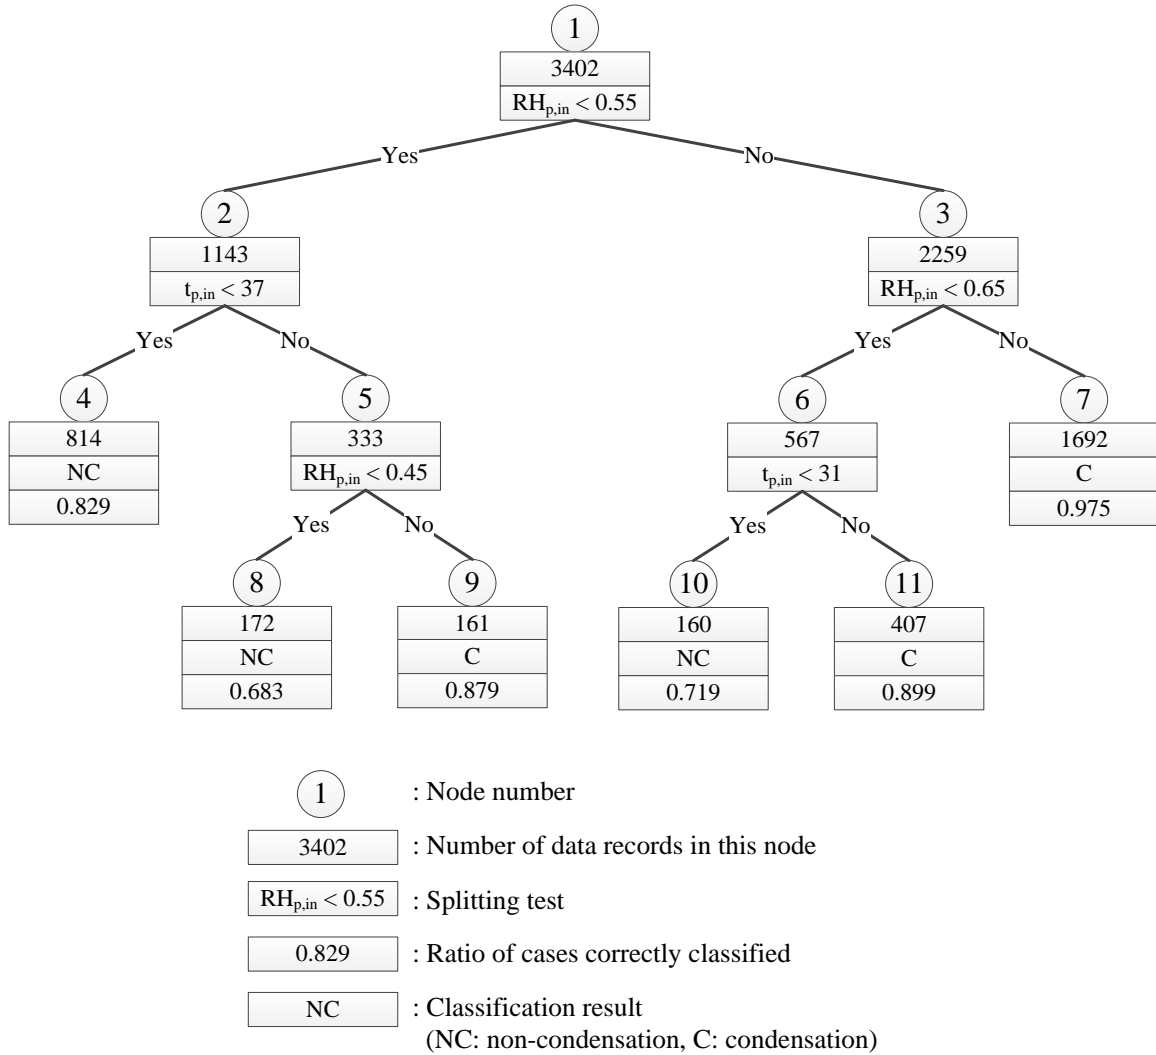 1
3402
RHp,in < 0.55
Yes
No
2
1143
tp,in < 37
3
2259
RHp,in < 0.65
Yes
No
Yes
No
4
814
NC
0.829
5
333
RHp,in < 0.45
6
567
tp,in < 31
7
1692
C
0.975
Yes
No
Yes
No
8
172
NC
0.683
9
161
C
0.879
10
160
NC
0.719
11
407
C
0.899
1 : Node number
3402 : Number of data records in this node
RHp,in < 0.55 : Splitting test
0.829 : Ratio of cases correctly classified
NC : Classification result
(NC: non-condensation, C: condensation)